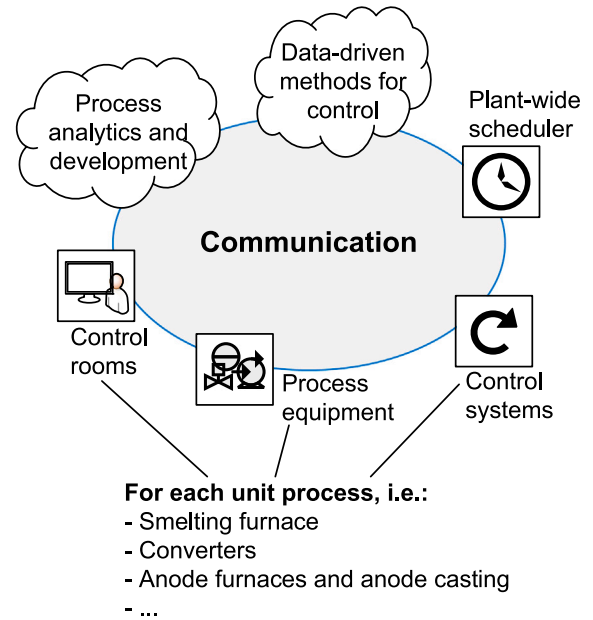 Data-driven
methods for
control
Process
analytics and
development
Plant-wide
scheduler
Communication
Control
rooms
Process
equipment
Control
systems
For each unit process, i.e.:
- Smelting furnace
- Converters
- Anode furnaces and anode casting
- ...